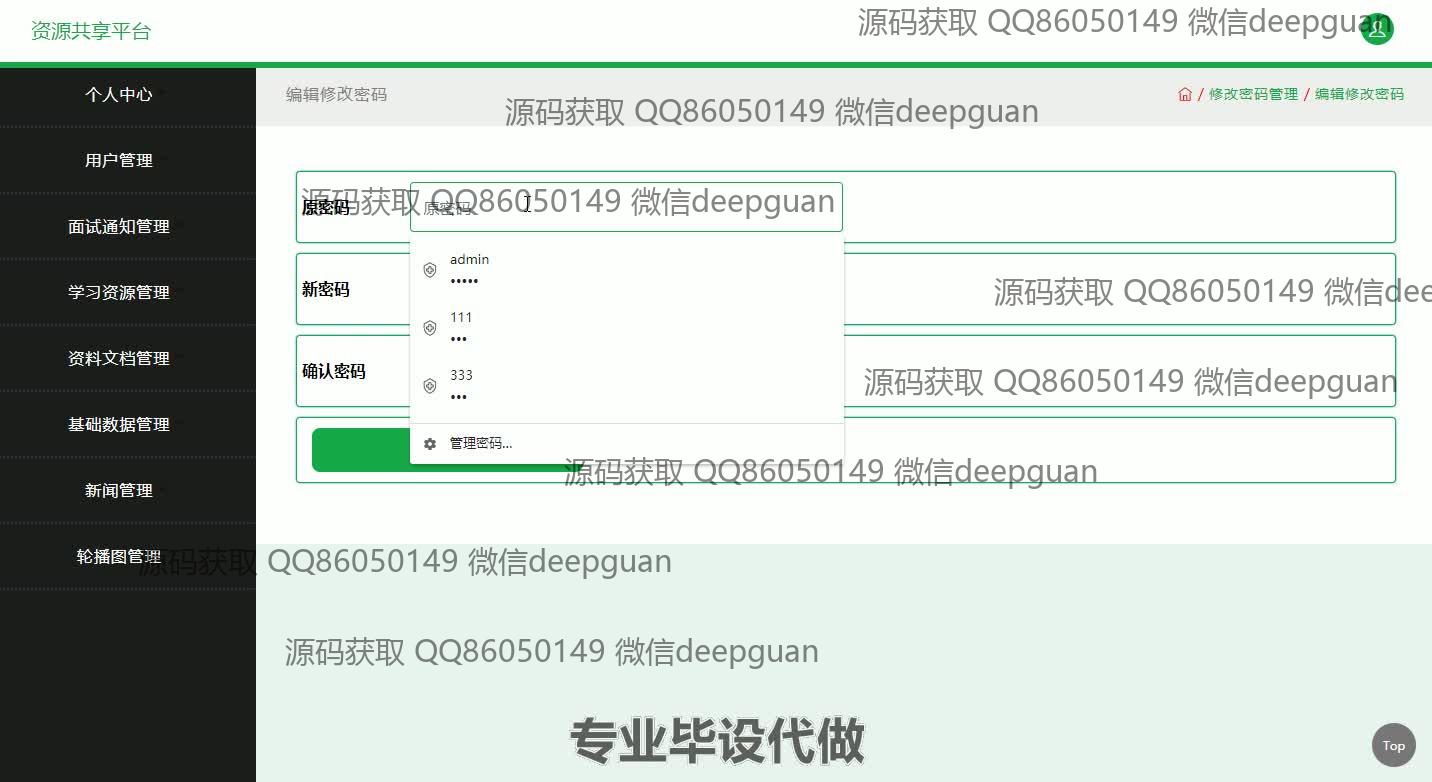 资源共享平台
源码获取 QQ86050149 微信deepguan
个人中心
用户管理
面试通知管理
学习资源管理
资料文档管理
基础数据管理
新闻管理
轮播图管理
编辑修改密码
/ 修改密码管理 / 编辑修改密码
源码获取 QQ86050149 微信deepguan
原密码
原密码
源码获取 QQ86050149 微信deepguan
admin
•••••
新密码
源码获取 QQ86050149 微信dee
111
•••
确认密码
333
•••
源码获取 QQ86050149 微信deepguan
管理密码...
源码获取 QQ86050149 微信deepguan
源码获取 QQ86050149 微信deepguan
源码获取 QQ86050149 微信deepguan
专业毕设代做
Top